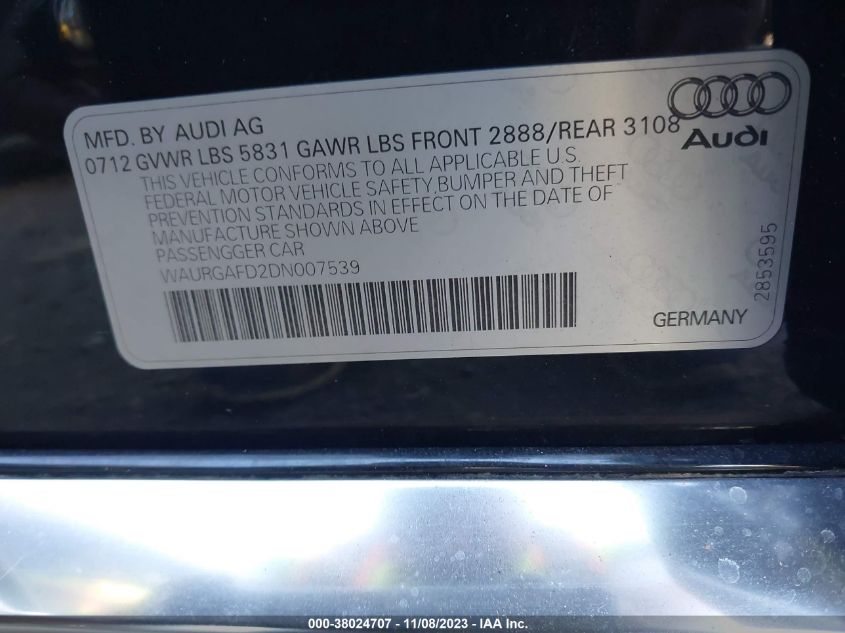 MFD. BY AUDI AG
0712 GVWR LBS 5831 GAWR LBS FRONT 2888/REAR 3108
THIS VEHICLE CONFORMS TO ALL APPLICABLE U.S.
FEDERAL MOTOR VEHICLE SAFETY,BUMPER AND THEFT
PREVENTION STANDARDS IN EFFECT ON THE DATE OF
MANUFACTURE SHOWN ABOVE
PASSENGGER CAR
WAURGAFD2DN007539
Audi
2853595
GERMANY
000-38024707 - 11/08/2023 - IAA Inc.